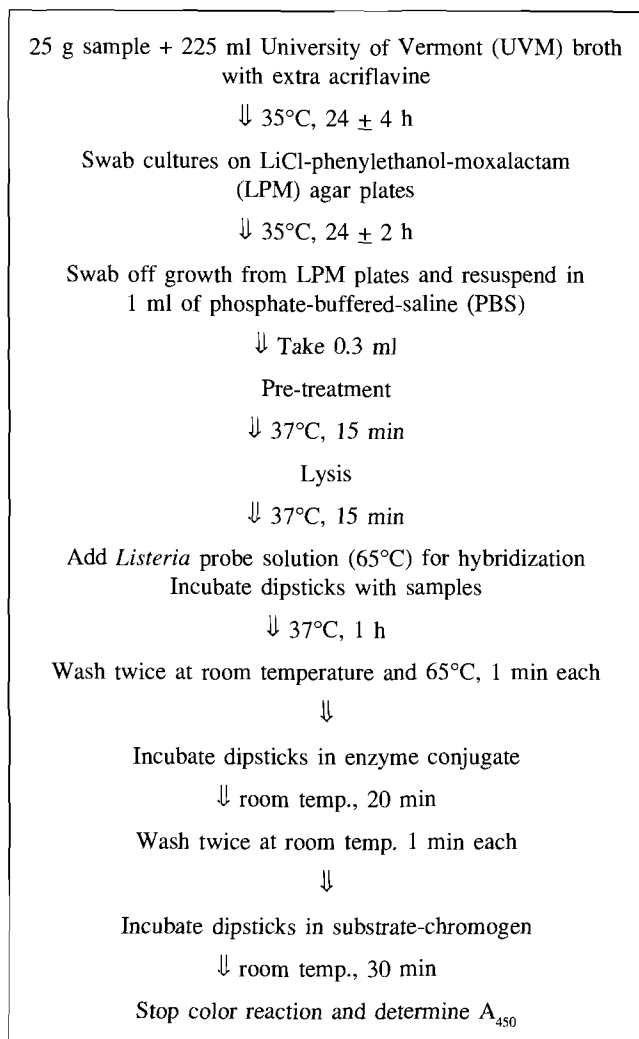 25 g sample + 225 ml University of Vermont (UVM) broth
with extra acriflavine
⇓ 35°C, 24 ± 4 h
Swab cultures on LiCl-phenylethanol-moxalactam
(LPM) agar plates
⇓ 35°C, 24 ± 2 h
Swab off growth from LPM plates and resuspend in
1 ml of phosphate-buffered-saline (PBS)
⇓ Take 0.3 ml
Pre-treatment
⇓ 37°C, 15 min
Lysis
⇓ 37°C, 15 min
Add Listeria probe solution (65°C) for hybridization
Incubate dipsticks with samples
⇓ 37°C, 1 h
Wash twice at room temperature and 65°C, 1 min each
⇓
Incubate dipsticks in enzyme conjugate
⇓ room temp., 20 min
Wash twice at room temp. 1 min each
⇓
Incubate dipsticks in substrate-chromogen
⇓ room temp., 30 min
Stop color reaction and determine A₄₅₀